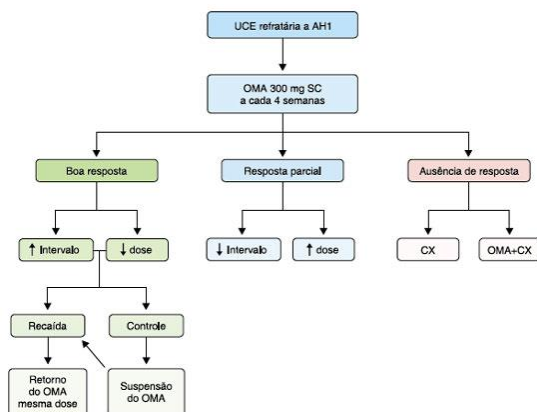 UCE refratária a AH1
OMA 300 mg SC
a cada 4 semanas
Boa resposta
Resposta parcial
Ausência de resposta
↑ Intervalo
↓ dose
↓ Intervalo
↑ dose
CX
OMA+CX
Recaída
Controle
Retorno
do OMA
mesma dose
Suspensão
do OMA